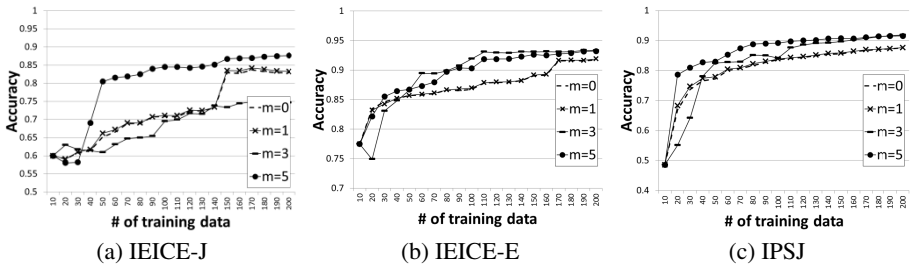 1
0.95
0.9
0.85
0.8
0.75
0.7
0.65
0.6
0.55
0.5
Accuracy
m=0
m=1
m=3
m=5
10 20 30 40 50 60 70 80 90 100 110 120 130 140 150 160 170 180 190 200
# of training data
(a) IEICE-J
1
0.95
0.9
0.85
0.8
0.75
0.7
Accuracy
m=0
m=1
m=3
m=5
10 20 30 40 50 60 70 80 90 100 110 120 130 140 150 160 170 180 190 200
# of training data
(b) IEICE-E
1
0.9
0.8
0.7
0.6
0.5
0.4
Accuracy
m=0
m=1
m=3
m=5
10 20 30 40 50 60 70 80 90 100 110 120 130 140 150 160 170 180 190 200
# of training data
(c) IPSJ